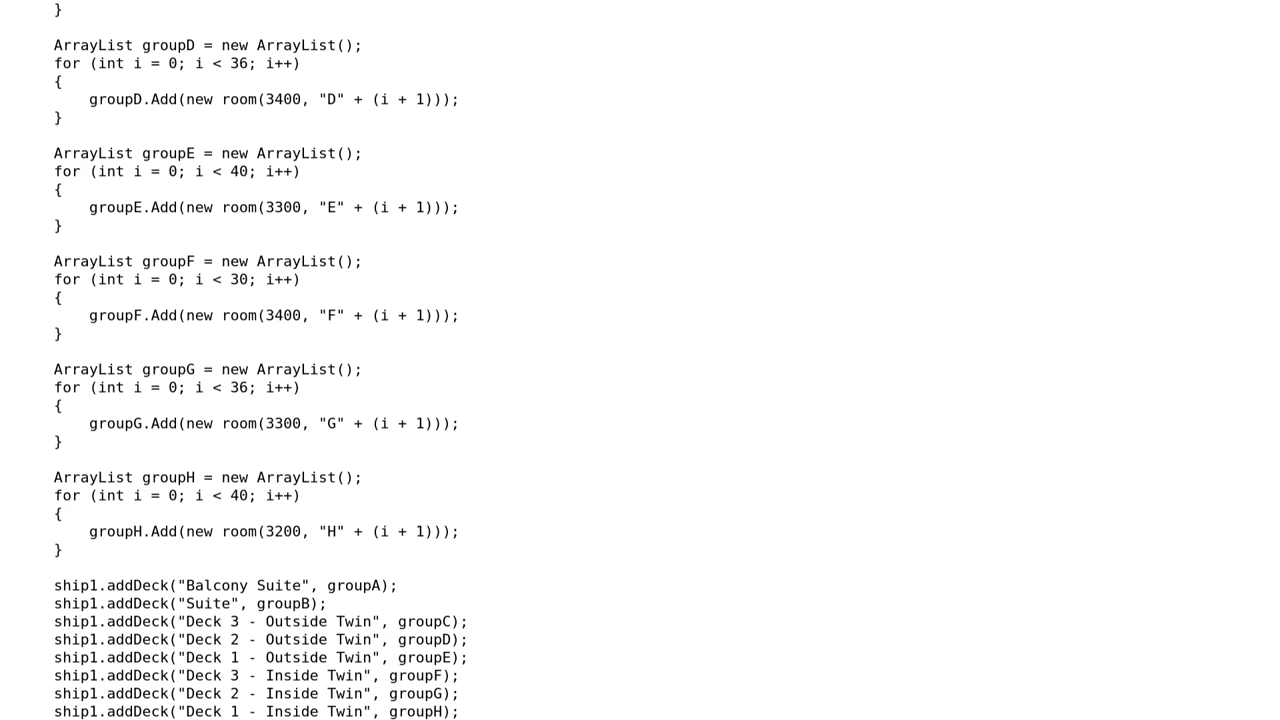 }
ArrayList groupD = new ArrayList();
for (int i = 0; i < 36; i++)
{
groupD.Add(new room(3400, "D" + (i + 1)));
}
ArrayList groupE = new ArrayList();
for (int i = 0; i < 40; i++)
{
groupE.Add(new room(3300, "E" + (i + 1)));
}
ArrayList groupF = new ArrayList();
for (int i = 0; i < 30; i++)
{
groupF.Add(new room(3400, "F" + (i + 1)));
}
ArrayList groupG = new ArrayList();
for (int i = 0; i < 36; i++)
{
groupG.Add(new room(3300, "G" + (i + 1)));
}
ArrayList groupH = new ArrayList();
for (int i = 0; i < 40; i++)
{
groupH.Add(new room(3200, "H" + (i + 1)));
}
ship1.addDeck("Balcony Suite", groupA);
ship1.addDeck("Suite", groupB);
ship1.addDeck("Deck 3 - Outside Twin", groupC);
ship1.addDeck("Deck 2 - Outside Twin", groupD);
ship1.addDeck("Deck 1 - Outside Twin", groupE);
ship1.addDeck("Deck 3 - Inside Twin", groupF);
ship1.addDeck("Deck 2 - Inside Twin", groupG);
ship1.addDeck("Deck 1 - Inside Twin", groupH);